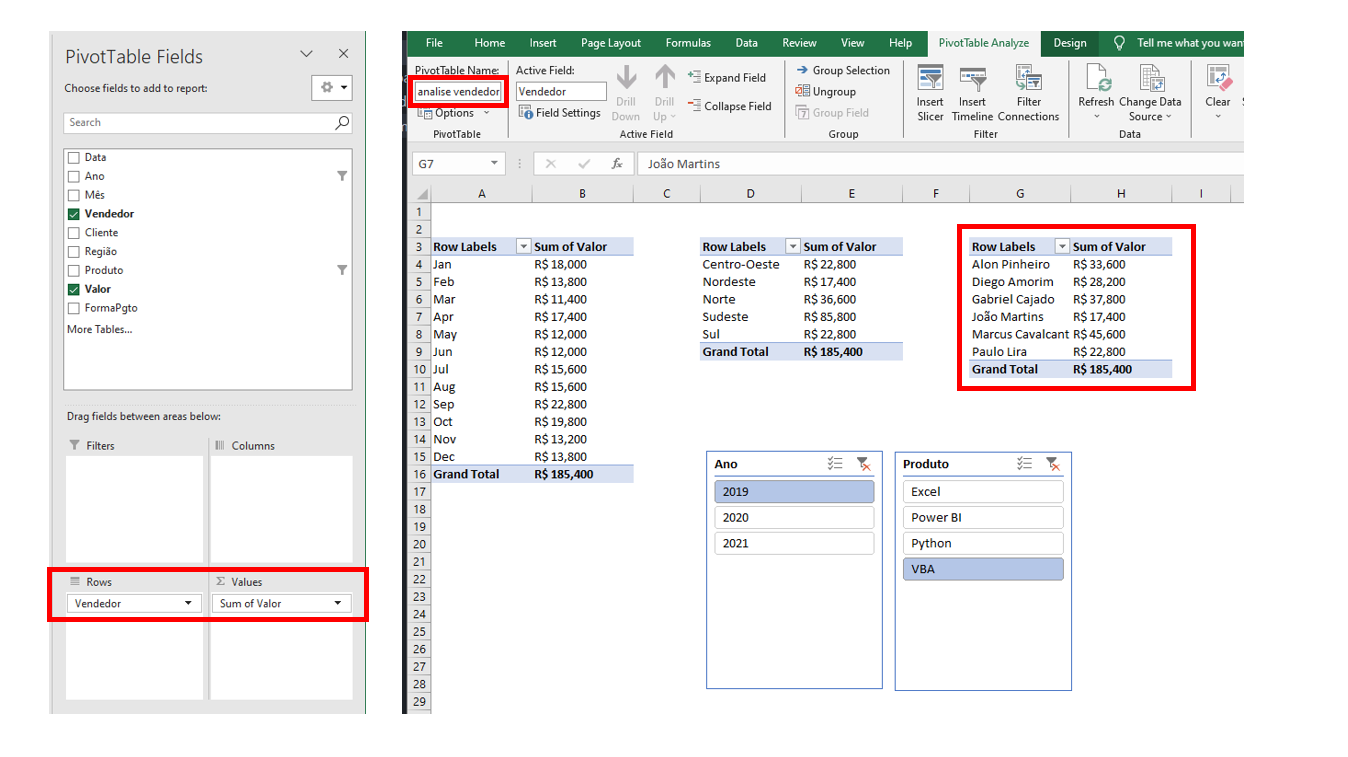 PivotTable Fields
Choose fields to add to report:
Search
Data
Ano
Mês
Vendedor
Cliente
Região
Produto
Valor
FormaPgto
More Tables...
Drag fields between areas below:
Filters
Columns
Rows
Values
Vendedor
Sum of Valor
File Home Insert Page Layout Formulas Data Review View Help PivotTable Analyze Design Tell me what you want
PivotTable Name:
analise vendedor
Options
PivotTable
Active Field:
Vendedor
Field Settings
Drill Down
Drill Up
Expand Field
Collapse Field
Active Field
Group Selection
Ungroup
Group Field
Group
Insert Slicer
Insert Timeline
Filter Connections
Filter
Refresh
Change Data Source
Data
Clear
G7 fx João Martins
A B C D E F G H I
1
2
3 Row Labels Sum of Valor Row Labels Sum of Valor Row Labels Sum of Valor
4 Jan R$ 18,000 Centro-Oeste R$ 22,800 Alon Pinheiro R$ 33,600
5 Feb R$ 13,800 Nordeste R$ 17,400 Diego Amorim R$ 28,200
6 Mar R$ 11,400 Norte R$ 36,600 Gabriel Cajado R$ 37,800
7 Apr R$ 17,400 Sudeste R$ 85,800 João Martins R$ 17,400
8 May R$ 12,000 Sul R$ 22,800 Marcus Cavalcant R$ 45,600
9 Jun R$ 12,000 Grand Total R$ 185,400 Paulo Lira R$ 22,800
10 Jul R$ 15,600 Grand Total R$ 185,400
11 Aug R$ 15,600
12 Sep R$ 22,800
13 Oct R$ 19,800
14 Nov R$ 13,200
15 Dec R$ 13,800
16 Grand Total R$ 185,400
17
18
19
20
21
22
23
24
25
26
27
28
29
Ano
2019
2020
2021
Produto
Excel
Power BI
Python
VBA